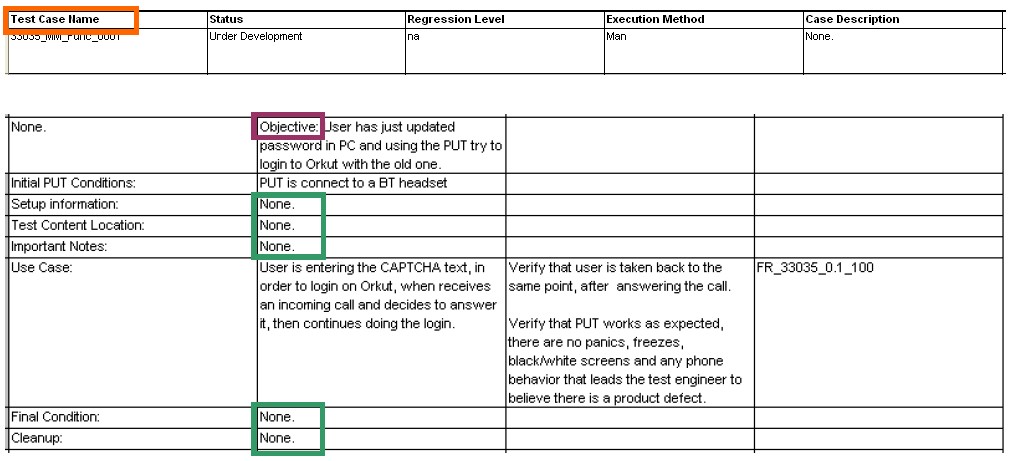 Test Case Name Status Regression Level Execution Method Case Description
33035_MM_Func_0001 Under Development na Man None.
None. Objective: User has just updated
password in PC and using the PUT try to
login to Orkut with the old one.
Initial PUT Conditions: PUT is connect to a BT headset
Setup information: None.
Test Content Location: None.
Important Notes: None.
Use Case: User is entering the CAPTCHA text, in Verify that user is taken back to the FR_33035_0.1_100
order to login on Orkut, when receives same point, after answering the call.
an incoming call and decides to answer
it, then continues doing the login. Verify that PUT works as expected,
there are no panics, freezes,
black/white screens and any phone
behavior that leads the test engineer to
believe there is a product defect.
Final Condition: None.
Cleanup: None.